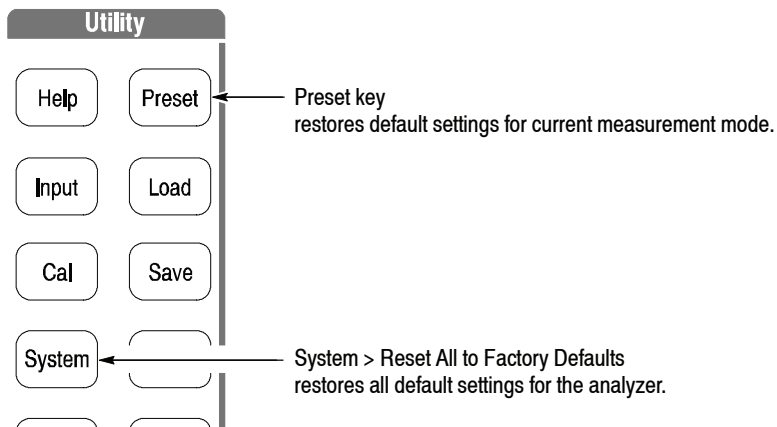 Utility
Help
Preset
Preset key
restores default settings for current measurement mode.
Input
Load
Cal
Save
System
System > Reset All to Factory Defaults
restores all default settings for the analyzer.